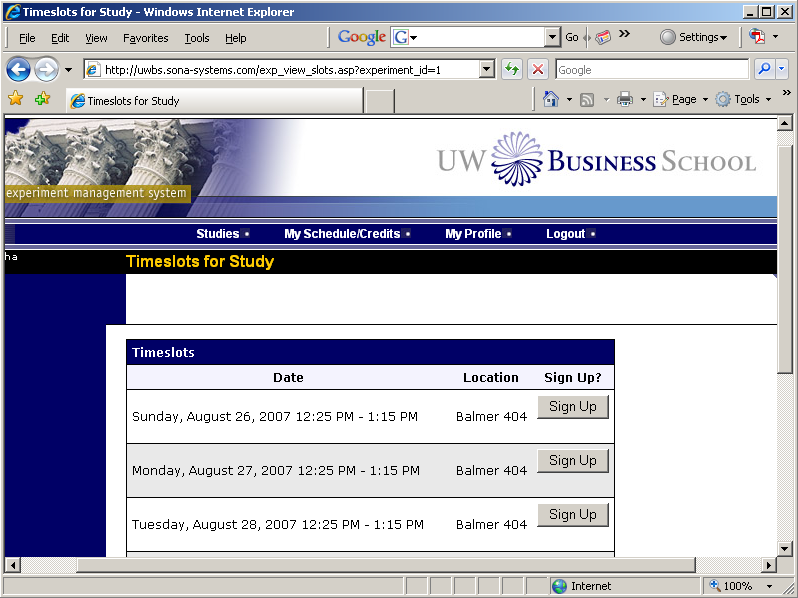 Timeslots for Study - Windows Internet Explorer
File Edit View Favorites Tools Help Google G Go Settings
http://uwbs.sona-systems.com/exp_view_slots.asp?experiment_id=1 Google
Timeslots for Study Page Tools
UW BUSINESS SCHOOL
experiment management system
Studies My Schedule/Credits My Profile Logout
ha Timeslots for Study
Timeslots
Date Location Sign Up?
Sunday, August 26, 2007 12:25 PM - 1:15 PM Balmer 404 Sign Up
Monday, August 27, 2007 12:25 PM - 1:15 PM Balmer 404 Sign Up
Tuesday, August 28, 2007 12:25 PM - 1:15 PM Balmer 404 Sign Up
Internet 100%